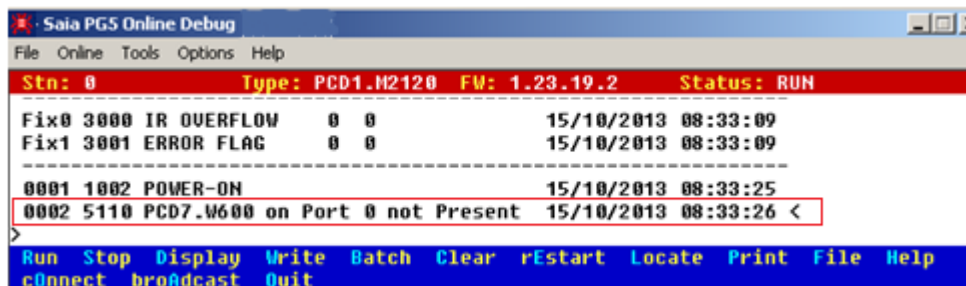 Saia PG5 Online Debug
File Online Tools Options Help
Stn: 0 Type: PCD1.M2120 FW: 1.23.19.2 Status: RUN
Fix0 3000 IR OVERFLOW 0 0 15/10/2013 08:33:09
Fix1 3001 ERROR FLAG 0 0 15/10/2013 08:33:09
0001 1002 POWER-ON 15/10/2013 08:33:25
0002 5110 PCD7.W600 on Port 0 not Present 15/10/2013 08:33:26 <
>
Run Stop Display Write Batch Clear rEstart Locate Print File Help
cOnnect broAdcast Quit